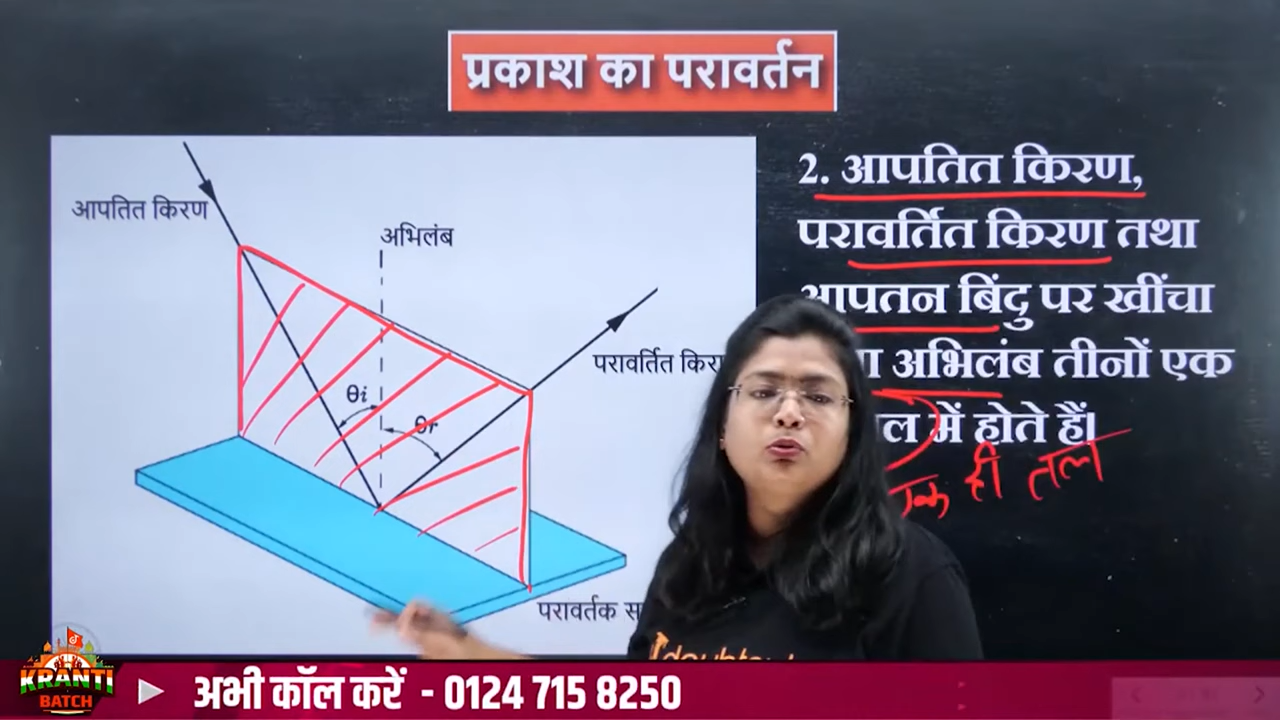 प्रकाश का परावर्तन
आपतित किरण
अभिलंब
θi
θr
परावर्तित
परावर्तक
2. आपतित किरण,
परावर्तित किरण तथा
आपतन बिंदु पर खींचा
अभिलंब तीनों एक
में होते हैं।
एक ही तल
KRANTI
BATCH
अभी कॉल करें - 0124 715 8250